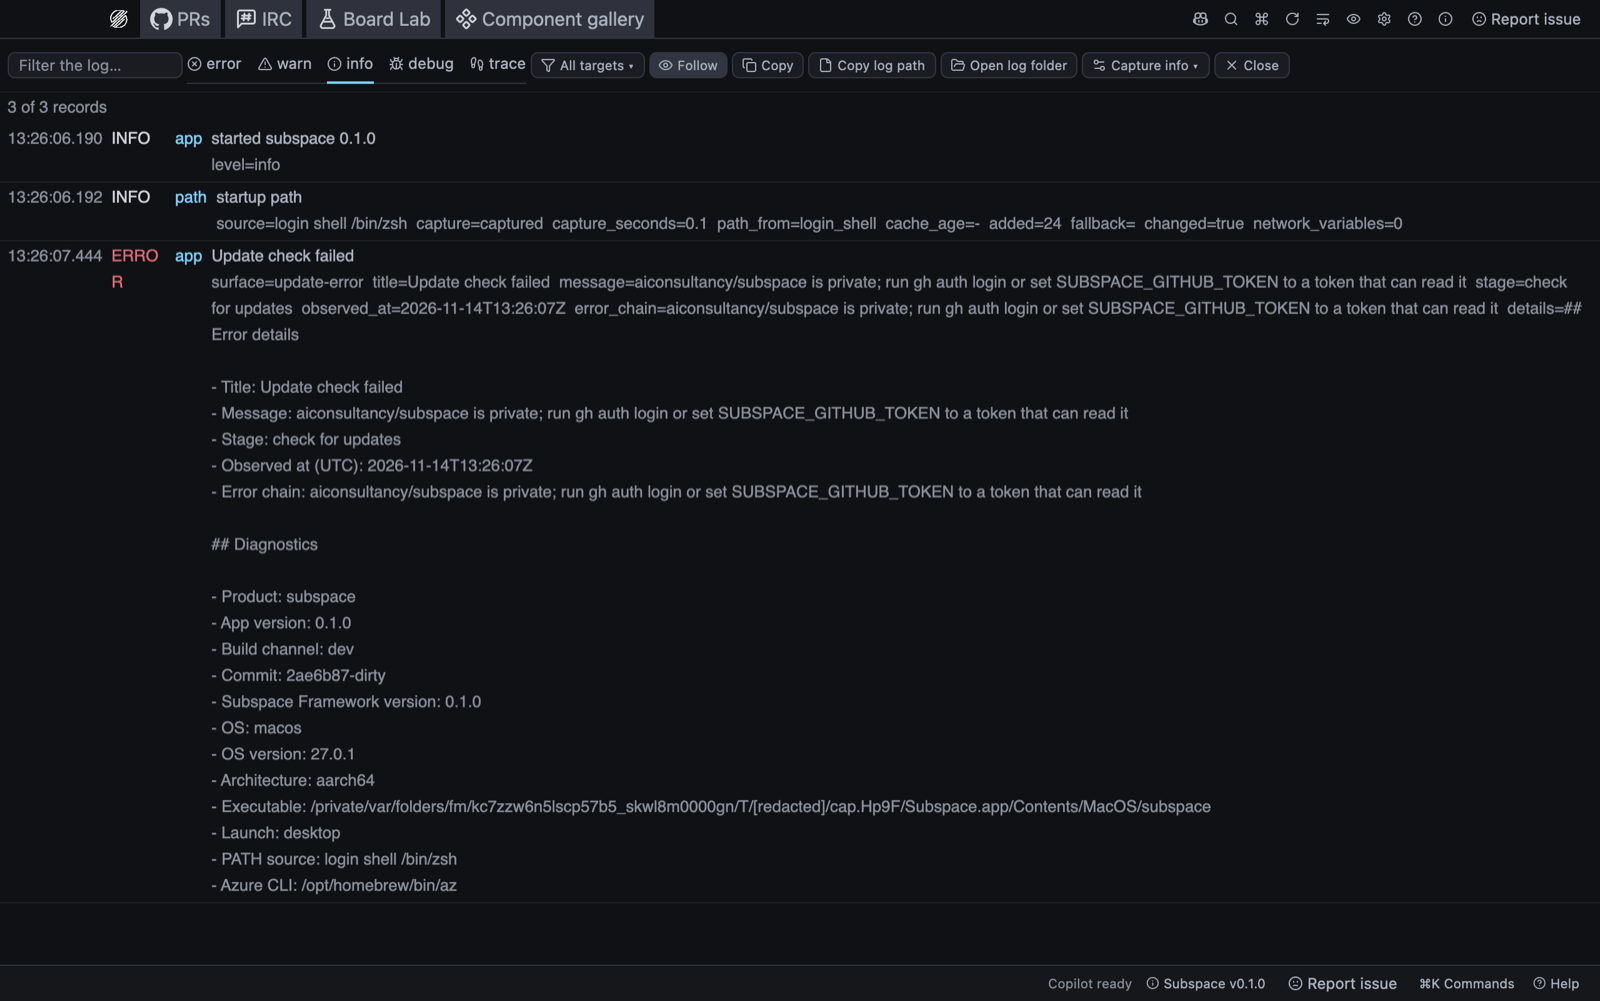 PRs IRC Board Lab Component gallery Report issue
Filter the log... error warn info debug trace All targets Follow Copy Copy log path Open log folder Capture info Close
3 of 3 records
13:26:06.190 INFO app started subspace 0.1.0
level=info
13:26:06.192 INFO path startup path
source=login shell /bin/zsh capture=captured capture_seconds=0.1 path_from=login_shell cache_age=- added=24 fallback= changed=true network_variables=0
13:26:07.444 ERRO app Update check failed
R surface=update-error title=Update check failed message=aiconsultancy/subspace is private; run gh auth login or set SUBSPACE_GITHUB_TOKEN to a token that can read it stage=check
for updates observed_at=2026-11-14T13:26:07Z error_chain=aiconsultancy/subspace is private; run gh auth login or set SUBSPACE_GITHUB_TOKEN to a token that can read it details=##
Error details
- Title: Update check failed
- Message: aiconsultancy/subspace is private; run gh auth login or set SUBSPACE_GITHUB_TOKEN to a token that can read it
- Stage: check for updates
- Observed at (UTC): 2026-11-14T13:26:07Z
- Error chain: aiconsultancy/subspace is private; run gh auth login or set SUBSPACE_GITHUB_TOKEN to a token that can read it
## Diagnostics
- Product: subspace
- App version: 0.1.0
- Build channel: dev
- Commit: 2ae6b87-dirty
- Subspace Framework version: 0.1.0
- OS: macos
- OS version: 27.0.1
- Architecture: aarch64
- Executable: /private/var/folders/fm/kc7zzw6n5lscp57b5_skwl8m0000gn/T/[redacted]/cap.Hp9F/Subspace.app/Contents/MacOS/subspace
- Launch: desktop
- PATH source: login shell /bin/zsh
- Azure CLI: /opt/homebrew/bin/az
Copilot ready Subspace v0.1.0 Report issue ⌘K Commands Help